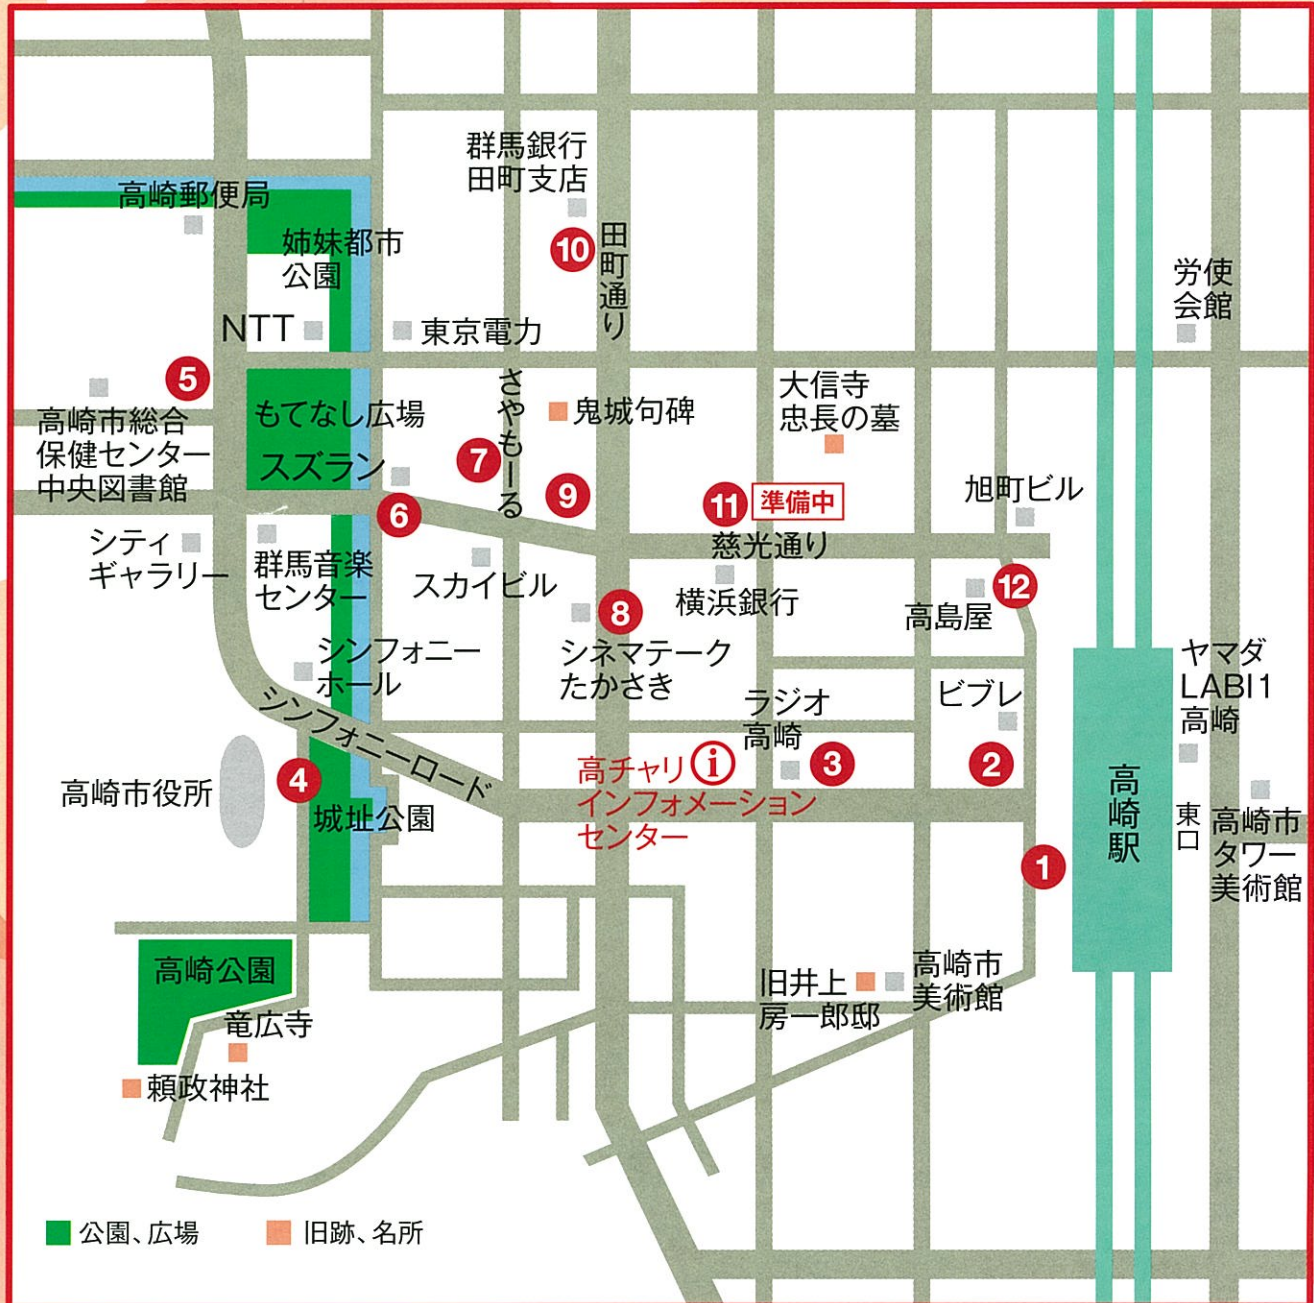 群馬銀行
田町支店
高崎郵便局
10
田町通り
姉妹都市
公園
労使
会館
NTT
東京電力
5
さやもーる
大信寺
忠長の墓
もてなし広場
鬼城句碑
高崎市総合
保健センター
中央図書館
スズラン
7
9
6
11
準備中
旭町ビル
シティ
ギャラリー
群馬音楽
センター
慈光通り
スカイビル
横浜銀行
12
8
高島屋
シネマテーク
たかさき
シンフォニー
ホール
ヤマダ
LABI1
高崎
ビブレ
ラジオ
高崎
シンフォニーロード
高チャリ i
インフォメーション
センター
3
2
4
高崎市役所
城址公園
高崎駅
東口
高崎市
タワー
美術館
1
高崎公園
旧井上
房一郎邸
高崎市
美術館
竜広寺
頼政神社
公園、広場
旧跡、名所